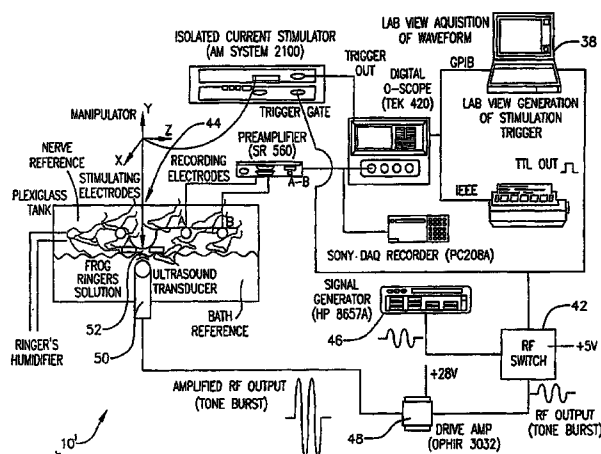 ISOLATED CURRENT STIMULATOR
(AM SYSTEM 2100)
LAB VIEW AQUISITION
OF WAVEFORM
38
TRIGGER
OUT
GPIB
DIGITAL
O-SCOPE
(TEK 420)
LAB VIEW GENERATION
OF STIMULATION
TRIGGER
MANIPULATOR
Y
Z
X
44
TRIGGER GATE
PREAMPLIFIER
(SR 560)
A-B
NERVE
REFERENCE
STIMULATING
ELECTRODES
RECORDING
ELECTRODES
TTL OUT
IEEE
PLEXIGLASS
TANK
A
B
SONY-DAQ RECORDER (PC208A)
FROG
RINGERS
SOLUTION
ULTRASOUND
TRANSDUCER
BATH
REFERENCE
52
50
RINGER'S
HUMIDIFIER
SIGNAL
GENERATOR
(HP 8657A)
46
42
RF
SWITCH
+5V
+28V
AMPLIFIED RF OUTPUT
(TONE BURST)
RF OUTPUT
(TONE BURST)
48
DRIVE AMP
(OPHIR 3032)
10'